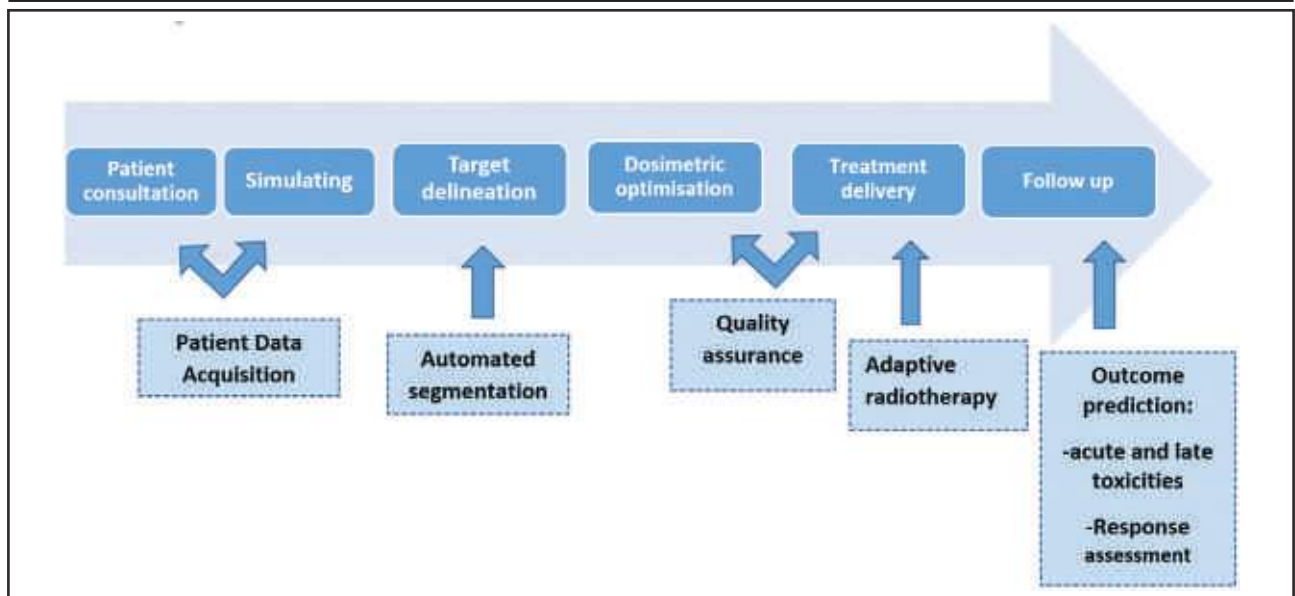 Patient
consultation
Simulating
Target
delineation
Dosimetric
optimisation
Treatment
delivery
Follow up
Patient Data
Acquisition
Automated
segmentation
Quality
assurance
Adaptive
radiotherapy
Outcome
prediction:
-acute and late
toxicities
-Response
assessment